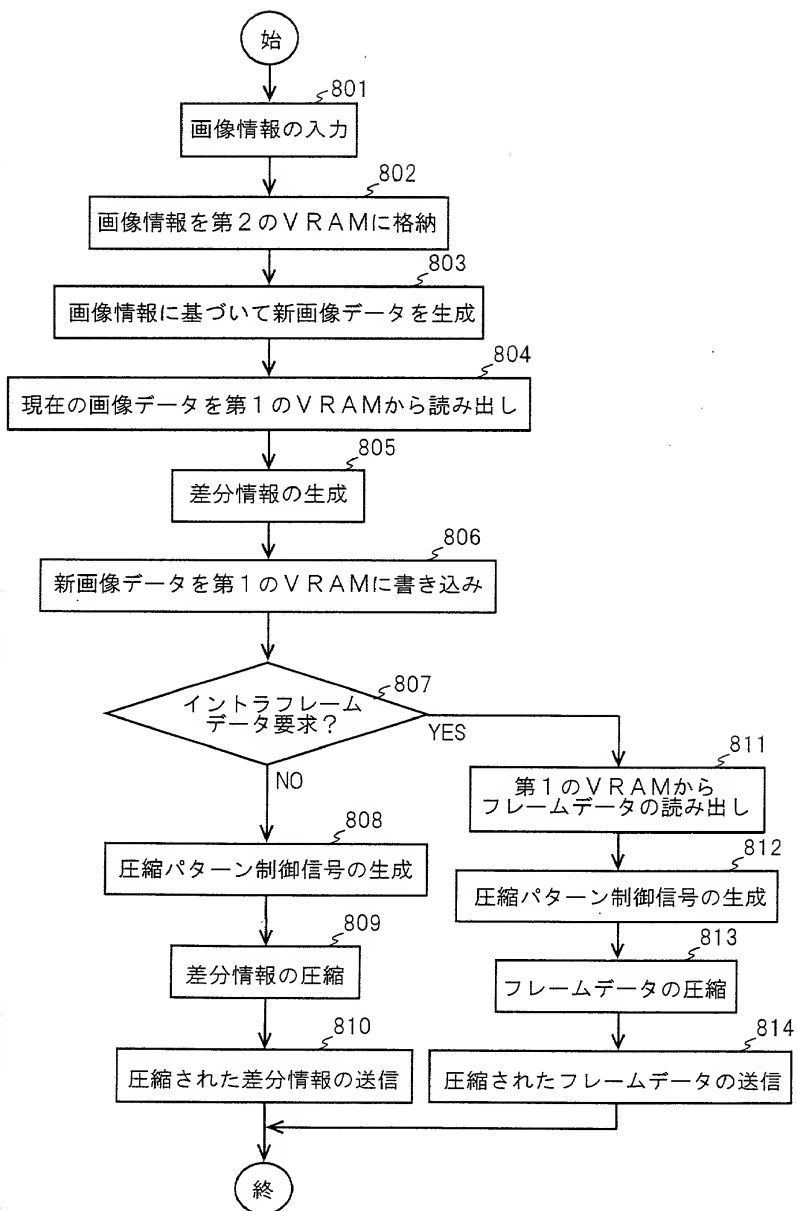 始
801
画像情報の入力
802
画像情報を第2のVRAMに格納
803
画像情報に基づいて新画像データを生成
804
現在の画像データを第1のVRAMから読み出し
805
差分情報の生成
806
新画像データを第1のVRAMに書き込み
807
イントラフレーム
データ要求?
YES
NO
808
圧縮パターン制御信号の生成
809
差分情報の圧縮
810
圧縮された差分情報の送信
811
第1のVRAMから
フレームデータの読み出し
812
圧縮パターン制御信号の生成
813
フレームデータの圧縮
814
圧縮されたフレームデータの送信
終